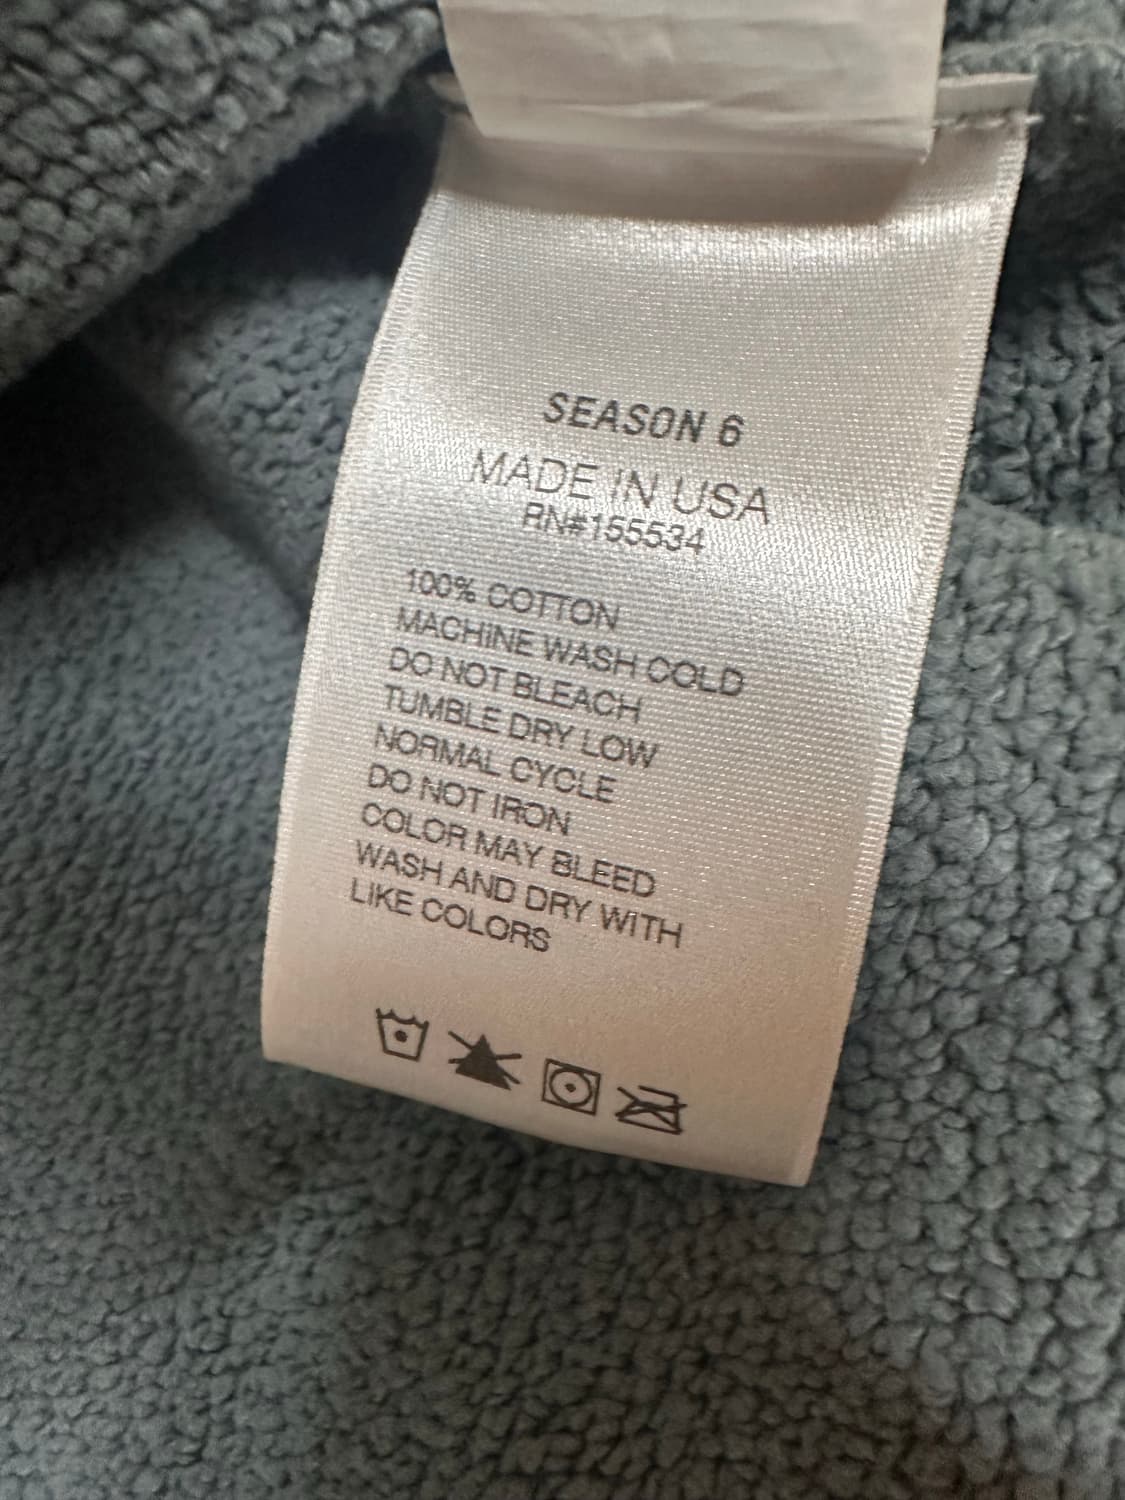 SEASON 6
MADE IN USA
RN#155534
100% COTTON
MACHINE WASH COLD
DO NOT BLEACH
TUMBLE DRY LOW
NORMAL CYCLE
DO NOT IRON
COLOR MAY BLEED
WASH AND DRY WITH
LIKE COLORS